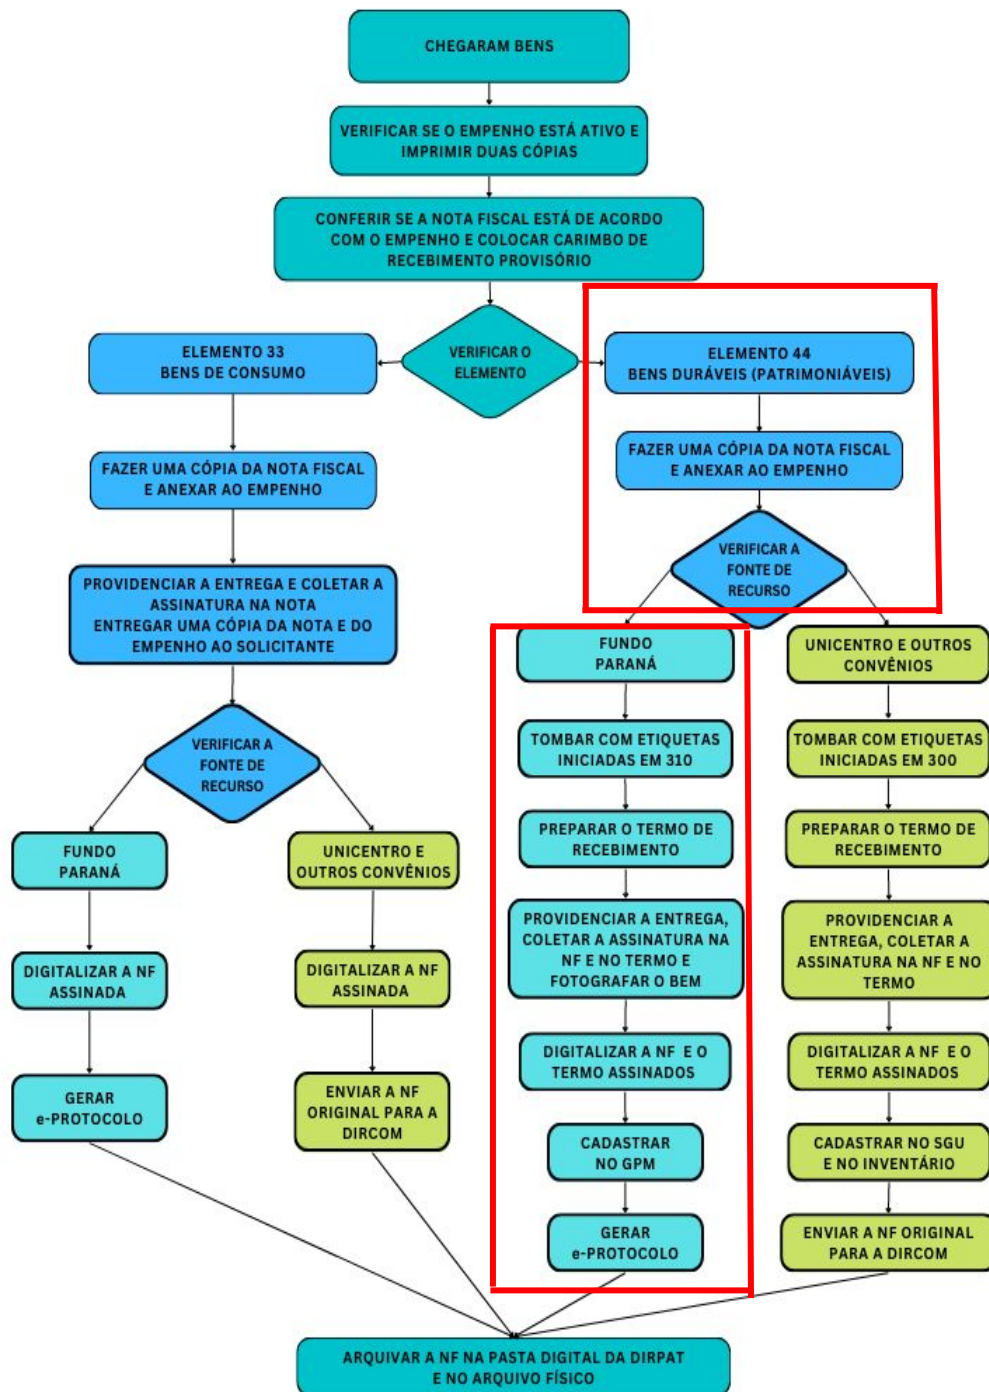 CHEGARAM BENS
VERIFICAR SE O EMPENHO ESTÁ ATIVO E
IMPRIMIR DUAS CÓPIAS
CONFERIR SE A NOTA FISCAL ESTÁ DE ACORDO
COM O EMPENHO E COLOCAR CARIMBO DE
RECEBIMENTO PROVISÓRIO
VERIFICAR O
ELEMENTO
ELEMENTO 33
BENS DE CONSUMO
FAZER UMA CÓPIA DA NOTA FISCAL
E ANEXAR AO EMPENHO
PROVIDENCIAR A ENTREGA E COLETAR A
ASSINATURA NA NOTA
ENTREGAR UMA CÓPIA DA NOTA E DO
EMPENHO AO SOLICITANTE
VERIFICAR A
FONTE DE
RECURSO
FUNDO
PARANÁ
DIGITALIZAR A NF
ASSINADA
GERAR
e-PROTOCOLO
UNICENTRO E
OUTROS CONVÊNIOS
DIGITALIZAR A NF
ASSINADA
ENVIAR A NF
ORIGINAL PARA A
DIRCOM
ELEMENTO 44
BENS DURÁVEIS (PATRIMONIÁVEIS)
FAZER UMA CÓPIA DA NOTA FISCAL
E ANEXAR AO EMPENHO
VERIFICAR A
FONTE DE
RECURSO
FUNDO
PARANÁ
TOMBAR COM ETIQUETAS
INICIADAS EM 310
PREPARAR O TERMO DE
RECEBIMENTO
PROVIDENCIAR A ENTREGA,
COLETAR A ASSINATURA NA
NF E NO TERMO E
FOTOGRAFAR O BEM
DIGITALIZAR A NF E O
TERMO ASSINADOS
CADASTRAR
NO GPM
GERAR
e-PROTOCOLO
UNICENTRO E OUTROS
CONVÊNIOS
TOMBAR COM ETIQUETAS
INICIADAS EM 300
PREPARAR O TERMO DE
RECEBIMENTO
PROVIDENCIAR A
ENTREGA, COLETAR A
ASSINATURA NA NF E NO
TERMO
DIGITALIZAR A NF E O
TERMO ASSINADOS
CADASTRAR NO SGU
E NO INVENTÁRIO
ENVIAR A NF ORIGINAL
PARA A DIRCOM
ARQUIVAR A NF NA PASTA DIGITAL DA DIRPAT
E NO ARQUIVO FÍSICO